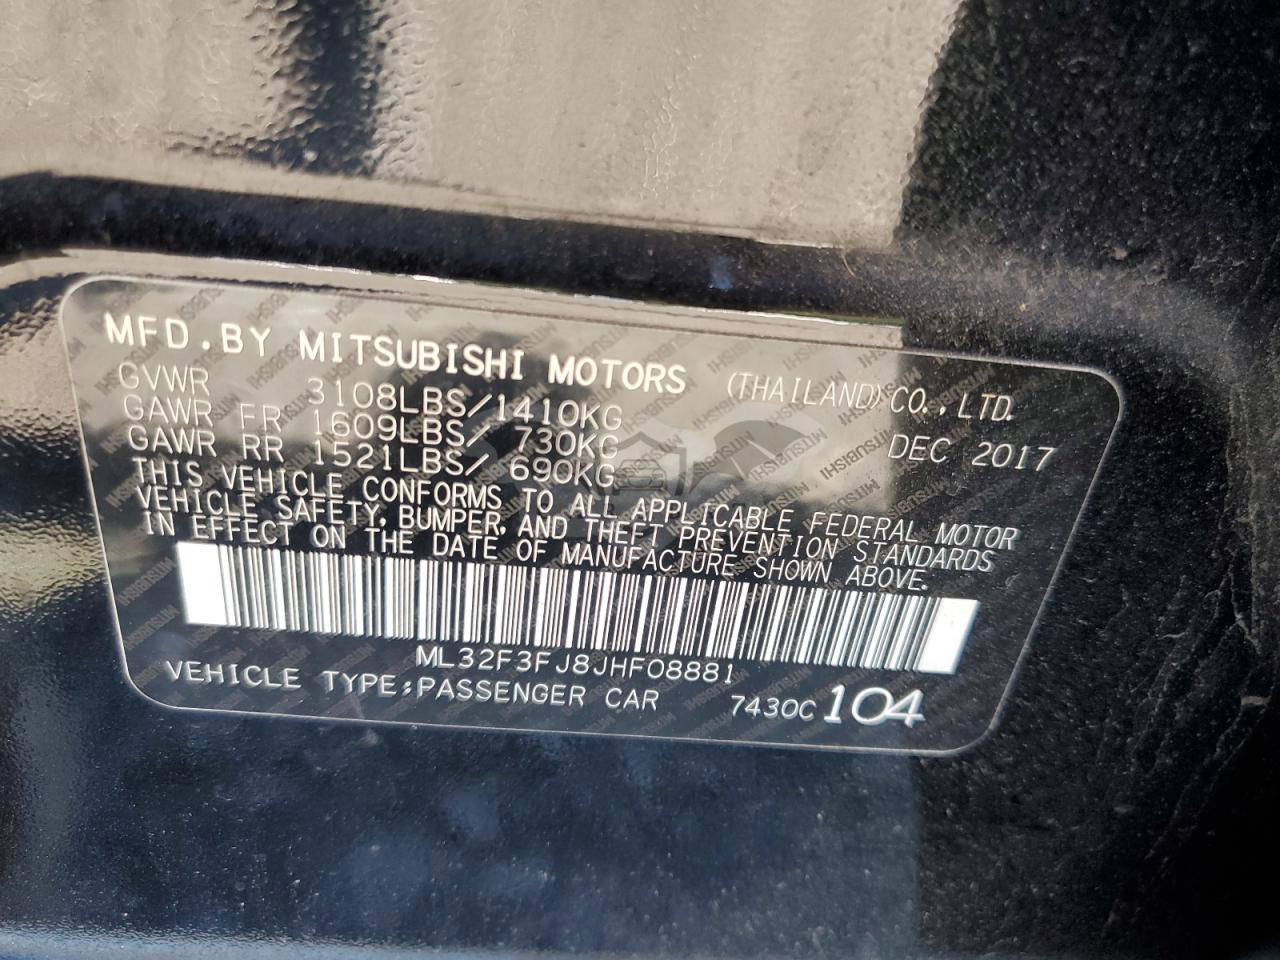 MFD.BY MITSUBISHI MOTORS (THAILAND) CO.,LTD.
GVWR 3108LBS/1410KG DEC 2017
GAWR FR 1609LBS/ 730KG
GAWR RR 1521LBS/ 690KG
THIS VEHICLE CONFORMS TO ALL APPLICABLE FEDERAL MOTOR
VEHICLE SAFETY, BUMPER, AND THEFT PREVENTION STANDARDS
IN EFFECT ON THE DATE OF MANUFACTURE SHOWN ABOVE.
ML32F3FJ8JHF08881
VEHICLE TYPE:PASSENGER CAR 7430C 104